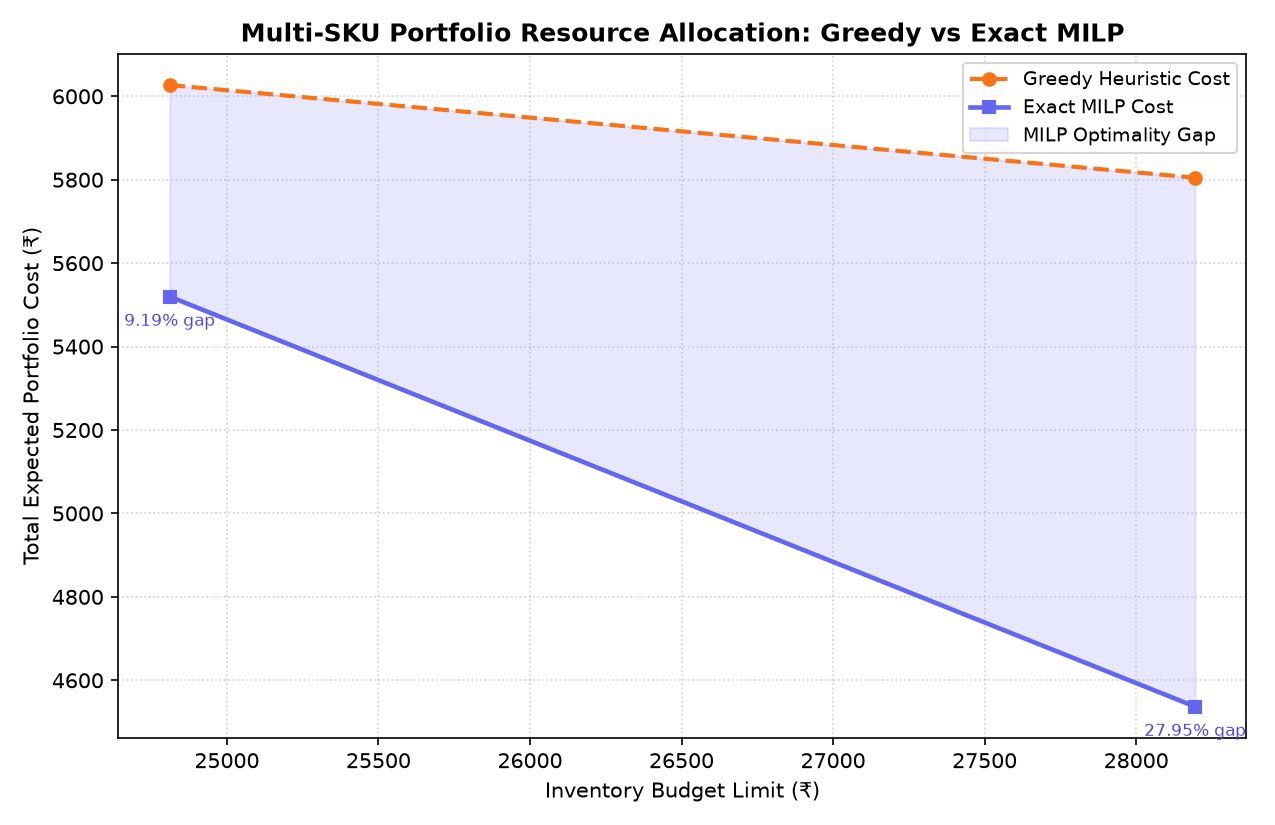 Multi-SKU Portfolio Resource Allocation: Greedy vs Exact MILP
Greedy Heuristic Cost
Exact MILP Cost
MILP Optimality Gap
Total Expected Portfolio Cost (₹)
6000
5800
5600
5400
5200
5000
4800
4600
9.19% gap
27.95% gap
25000
25500
26000
26500
27000
27500
28000
Inventory Budget Limit (₹)